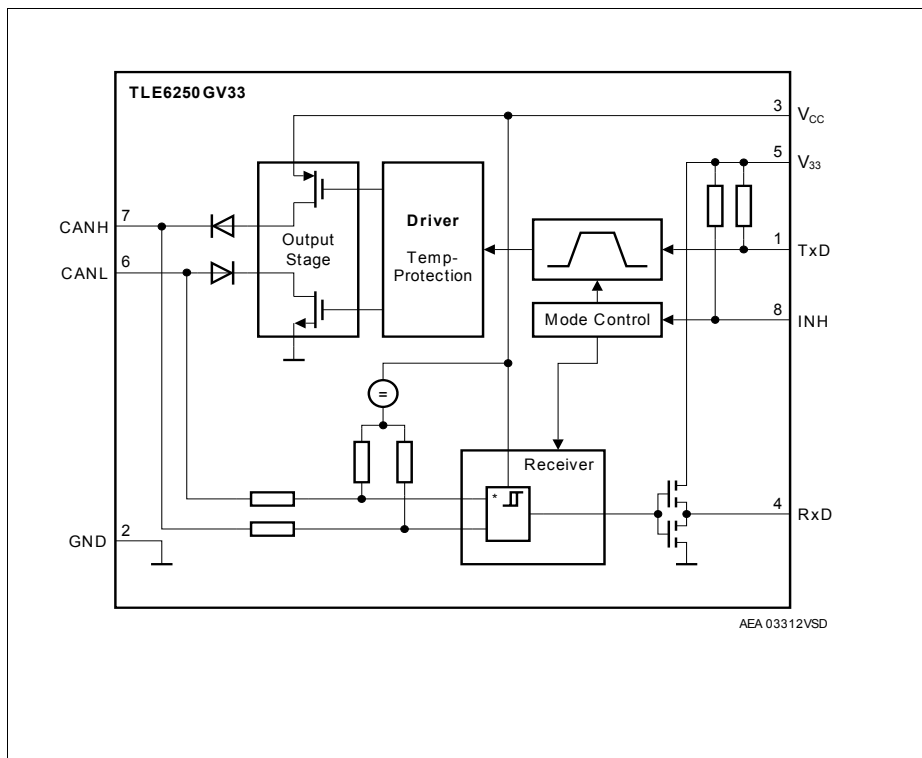 TLE6250GV33
3
V_CC
5
V_33
7
CANH
Driver
Output
Stage
1
TxD
6
CANL
Temp-
Protection
Mode Control
8
INH
=
Receiver
*
4
RxD
2
GND
AEA 03312VSD